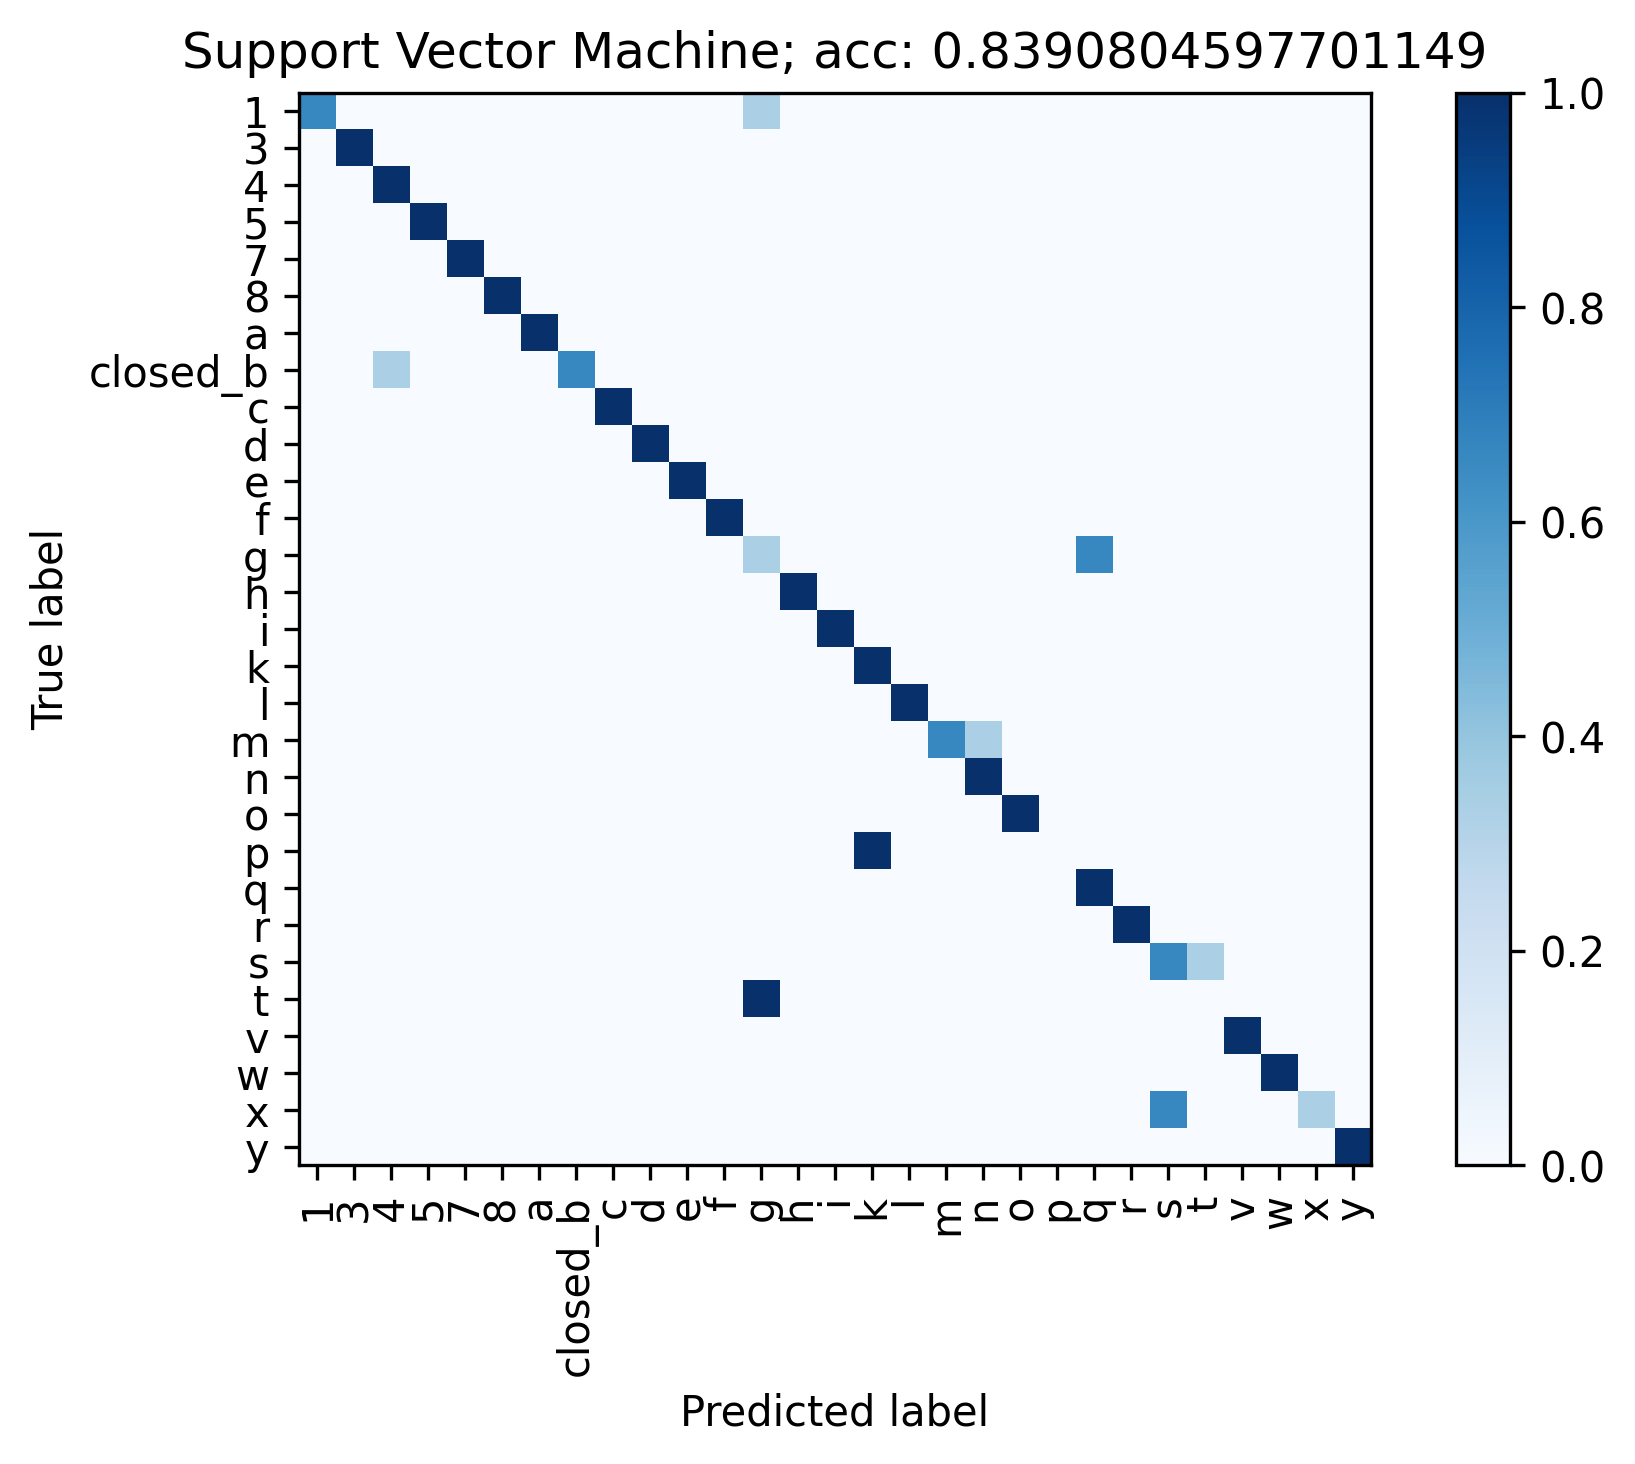 Support Vector Machine; acc: 0.8390804597701149
True label
1
3
4
5
7
8
a
closed_b
c
d
e
f
g
h
i
k
l
m
n
o
p
q
r
s
t
v
w
x
y
1
3
4
5
7
8
a
closed_b
c
d
e
f
g
h
i
k
l
m
n
o
p
q
r
s
t
v
w
x
y
Predicted label
1.0
0.8
0.6
0.4
0.2
0.0